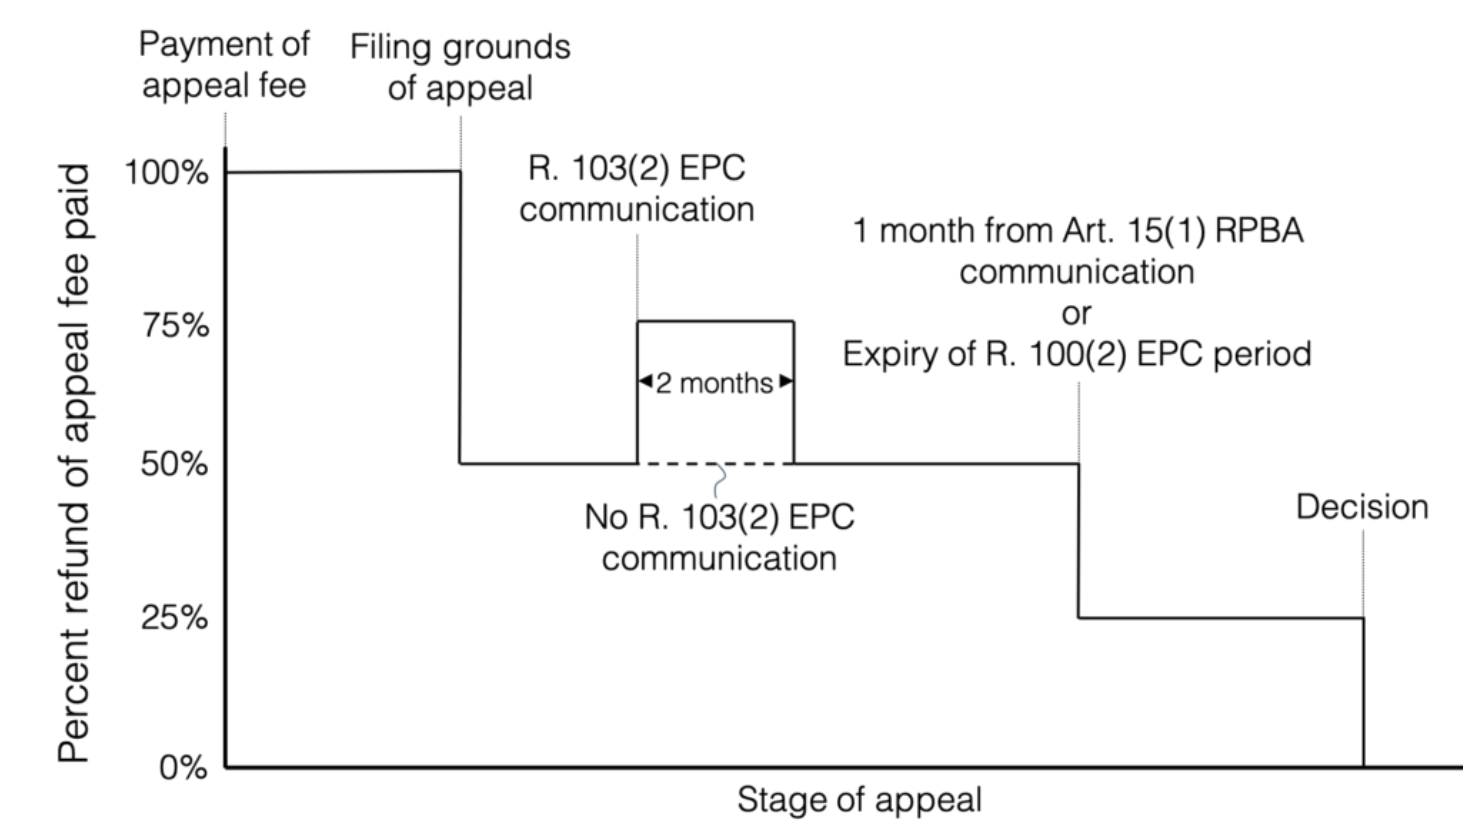 Payment of
appeal fee
Filing grounds
of appeal
Percent refund of appeal fee paid
100%
R. 103(2) EPC
communication
1 month from Art. 15(1) RPBA
communication
or
Expiry of R. 100(2) EPC period
75%
2 months
50%
No R. 103(2) EPC
communication
Decision
25%
0%
Stage of appeal